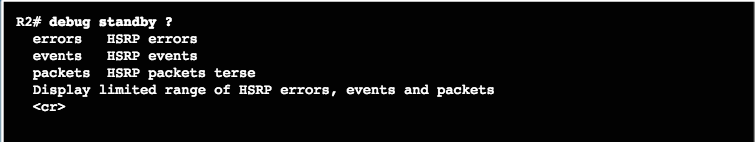 R2# debug standby ?
errors HSRP errors
events HSRP events
packets HSRP packets terse
Display limited range of HSRP errors, events and packets
<cr>